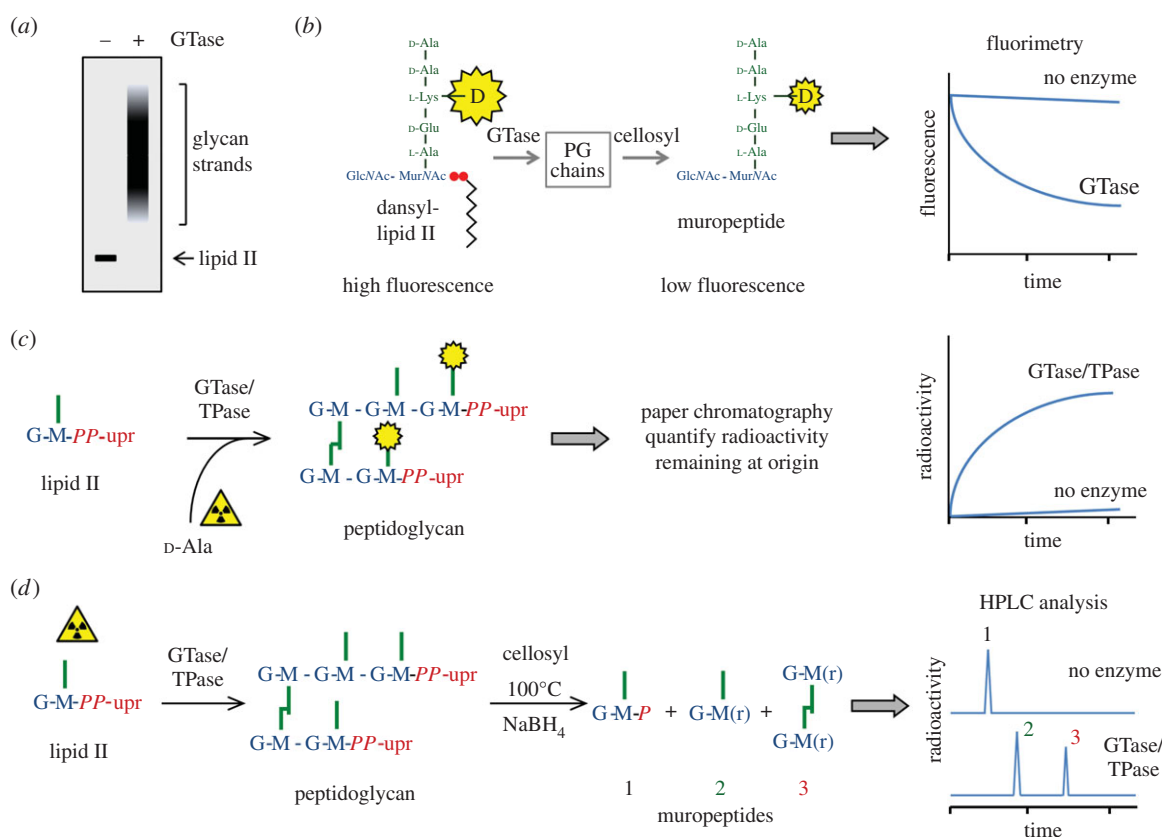 (a)
– + GTase
glycan
strands
lipid II
(b)
D-Ala
D-Ala
L-Lys D
D-Glu
L-Ala
GlcNAc- MurNAc
dansyl-
lipid II
high fluorescence
GTase
PG
chains
cellosyl
D-Ala
D-Ala
L-Lys D
D-Glu
L-Ala
GlcNAc- MurNAc
muropeptide
low fluorescence
fluorimetry
no enzyme
GTase
fluorescence
time
(c)
G-M-PP-upr
lipid II
GTase/
TPase
D-Ala
G-M - G-M - G-M-PP-upr
G-M - G-M-PP-upr
peptidoglycan
paper chromatography
quantify radioactivity
remaining at origin
GTase/TPase
no enzyme
radioactivity
time
(d)
G-M-PP-upr
lipid II
GTase/
TPase
G-M - G-M - G-M-PP-upr
G-M - G-M-PP-upr
peptidoglycan
cellosyl
100°C
NaBH4
G-M-P + G-M(r) + G-M(r)
G-M(r)
1 2 3
muropeptides
HPLC analysis
1
no enzyme
2 3
GTase/
TPase
radioactivity
time